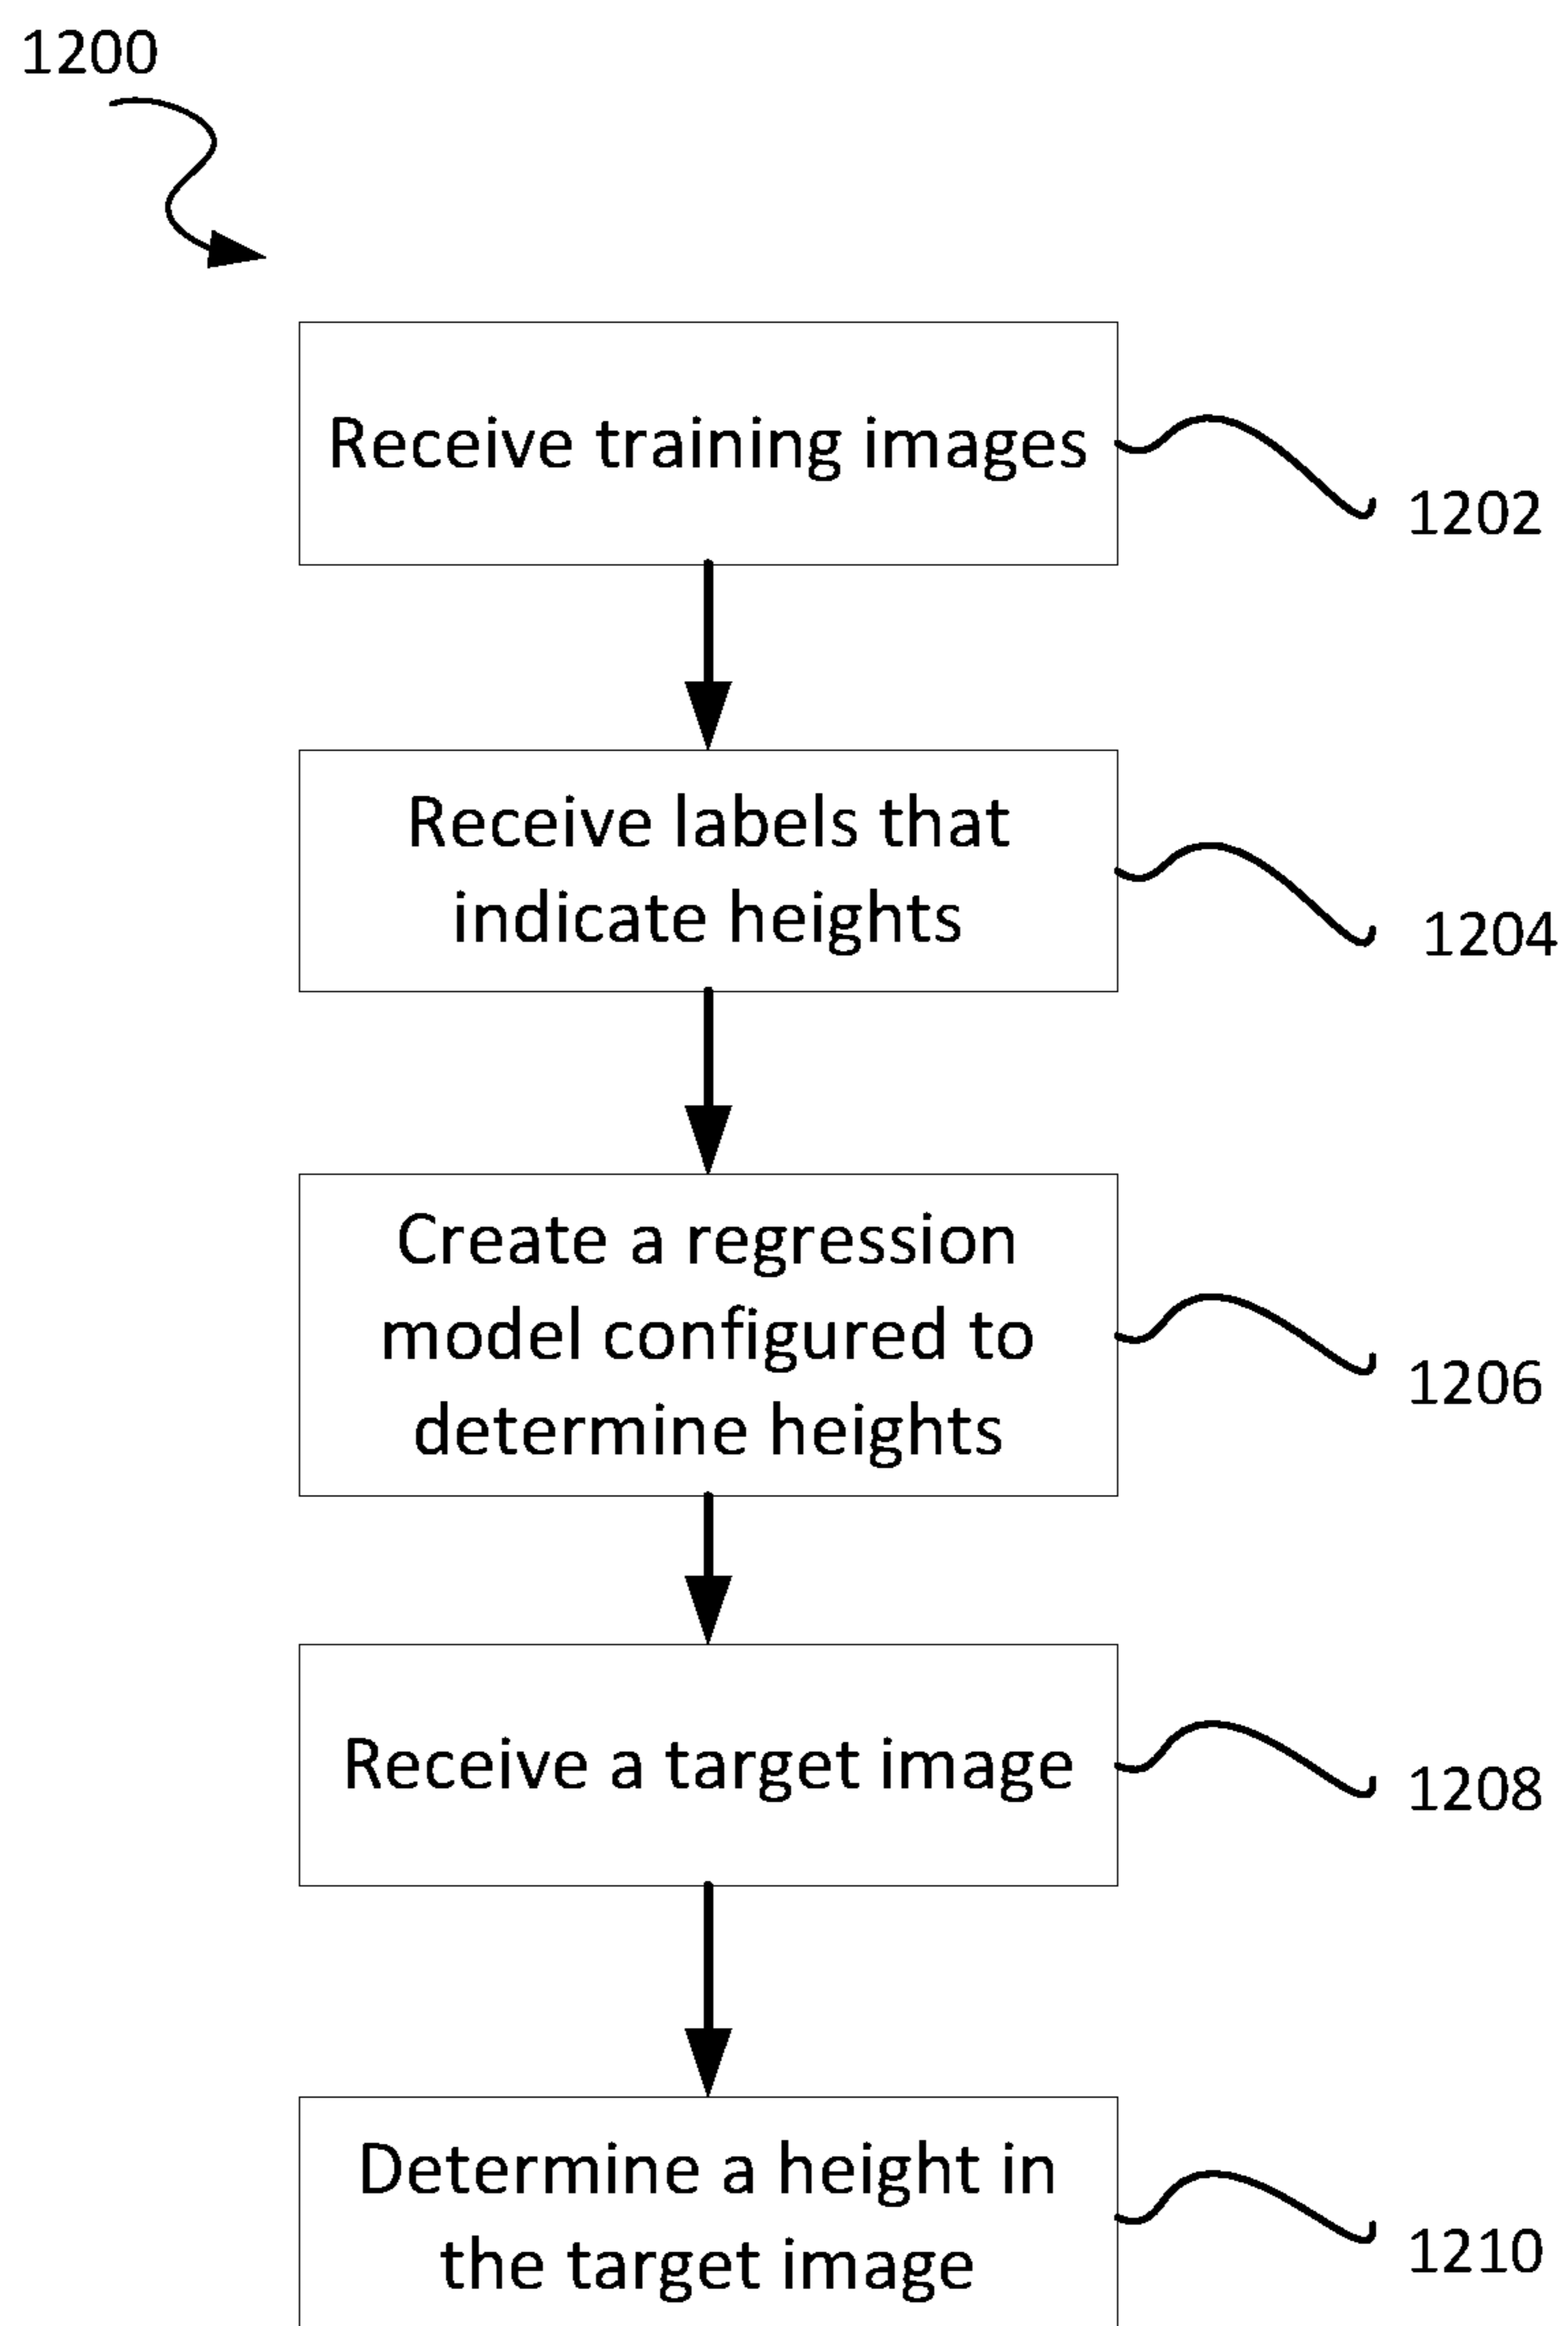 1200
Receive training images
1202
Receive labels that
indicate heights
1204
Create a regression
model configured to
determine heights
1206
Receive a target image
1208
Determine a height in
the target image
1210